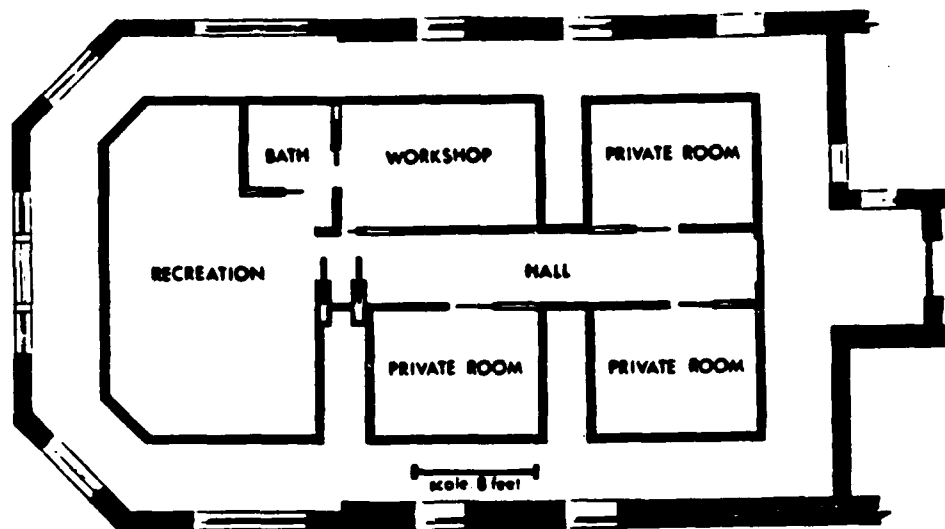 BATH
WORKSHOP
PRIVATE ROOM
RECREATION
HALL
PRIVATE ROOM
PRIVATE ROOM
scale 8 feet